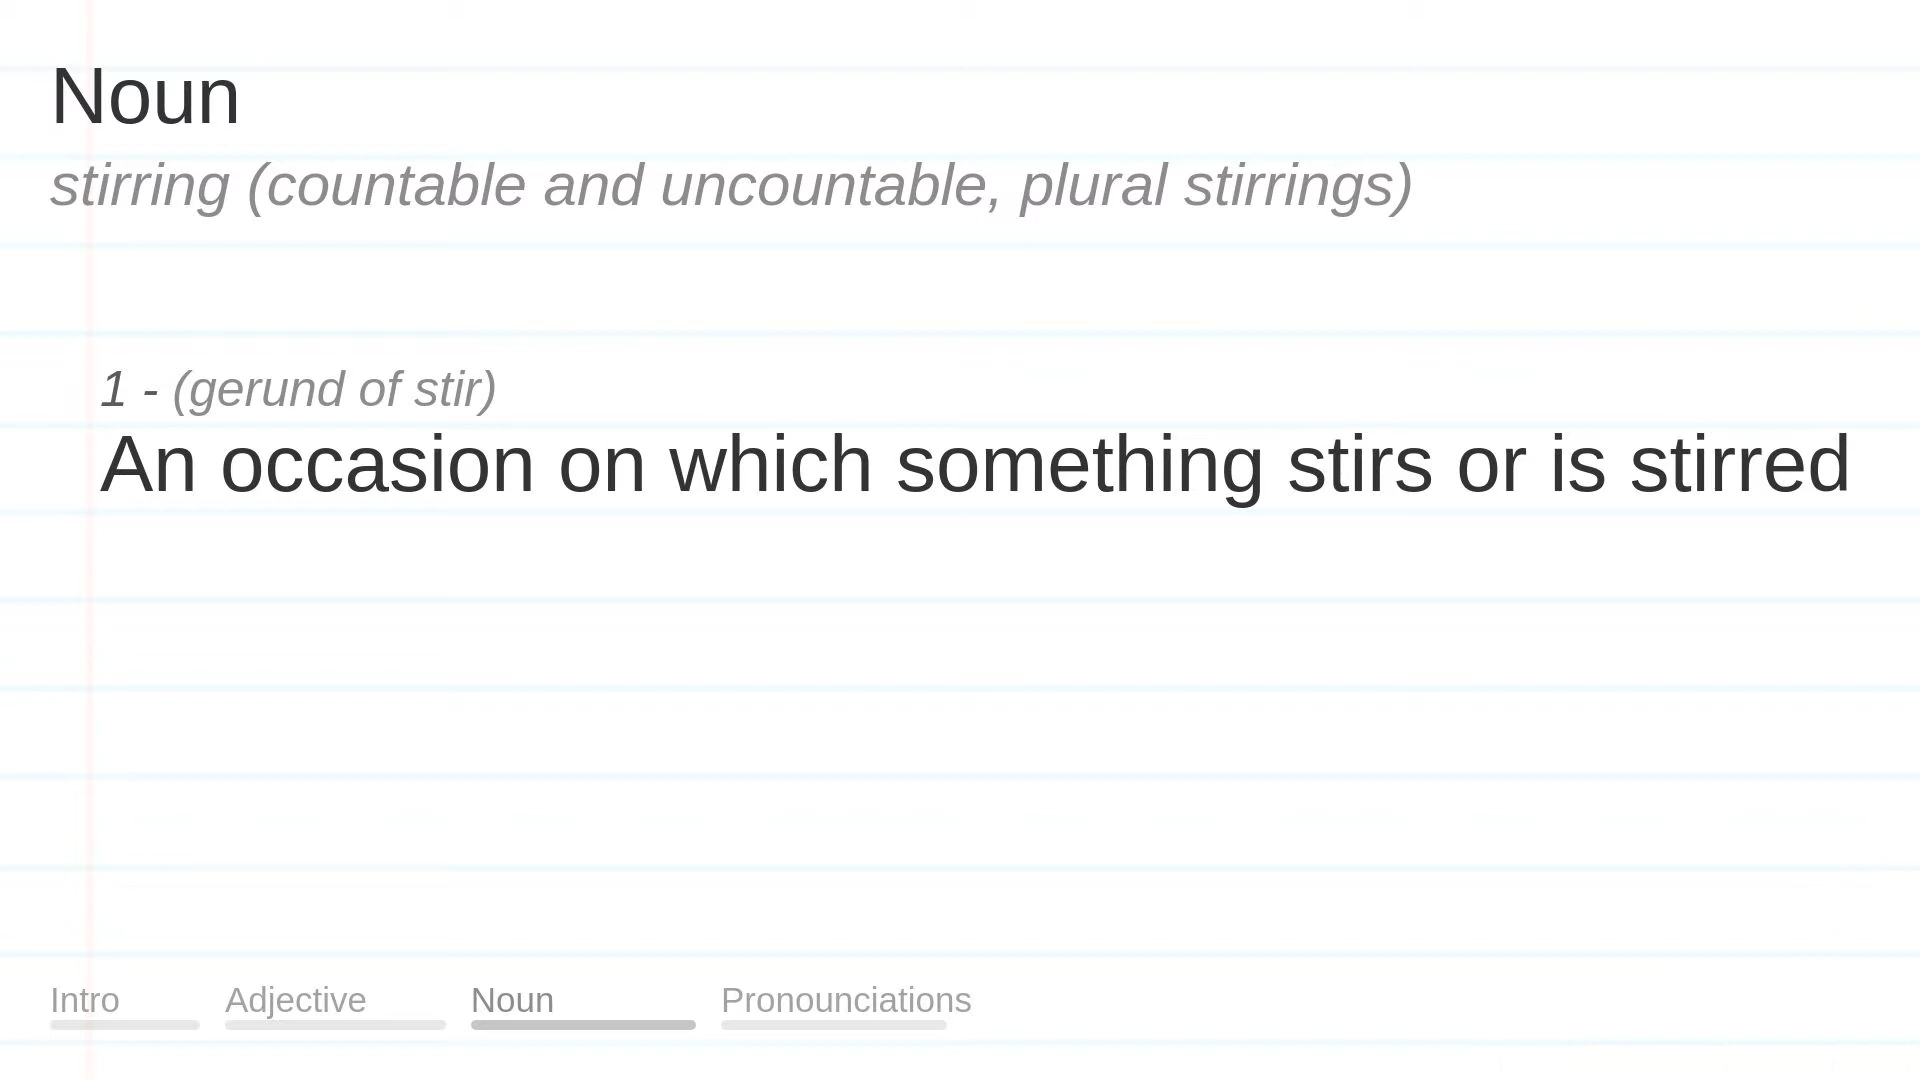 Noun
stirring (countable and uncountable, plural stirrings)
1 - (gerund of stir)
An occasion on which something stirs or is stirred
Intro Adjective Noun Pronounciations